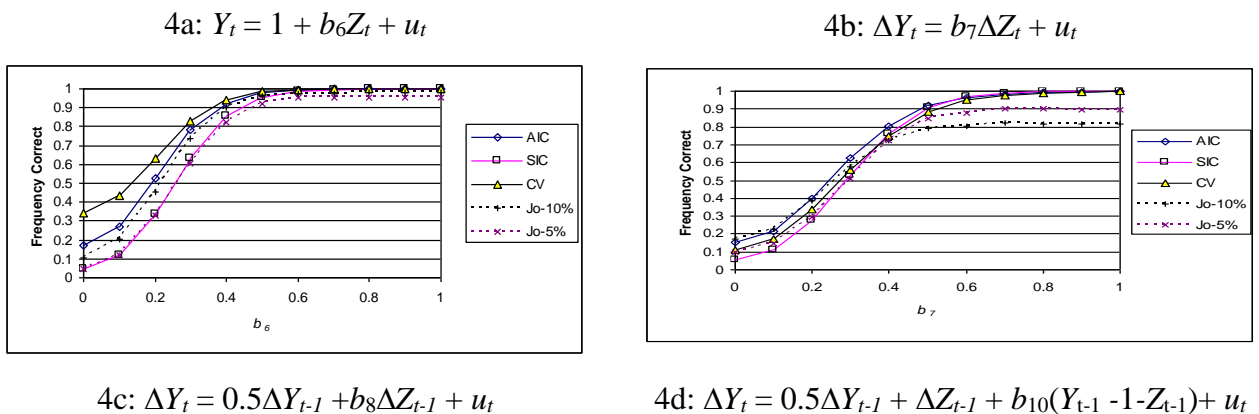 4a: Yt = 1 + b6Zt + ut
1
0.9
0.8
0.7
0.6
0.5
0.4
0.3
0.2
0.1
0
Frequency Correct
0 0.2 0.4 0.6 0.8 1
b 6
AIC
SIC
CV
Jo-10%
Jo-5%
4b: ΔYt = b7ΔZt + ut
1
0.9
0.8
0.7
0.6
0.5
0.4
0.3
0.2
0.1
0
Frequency Correct
0 0.2 0.4 0.6 0.8 1
b 7
AIC
SIC
CV
Jo-10%
Jo-5%
4c: ΔYt = 0.5ΔYt-1 +b8ΔZt-1 + ut
4d: ΔYt = 0.5ΔYt-1 + ΔZt-1 + b10(Yt-1 -1-Zt-1)+ ut